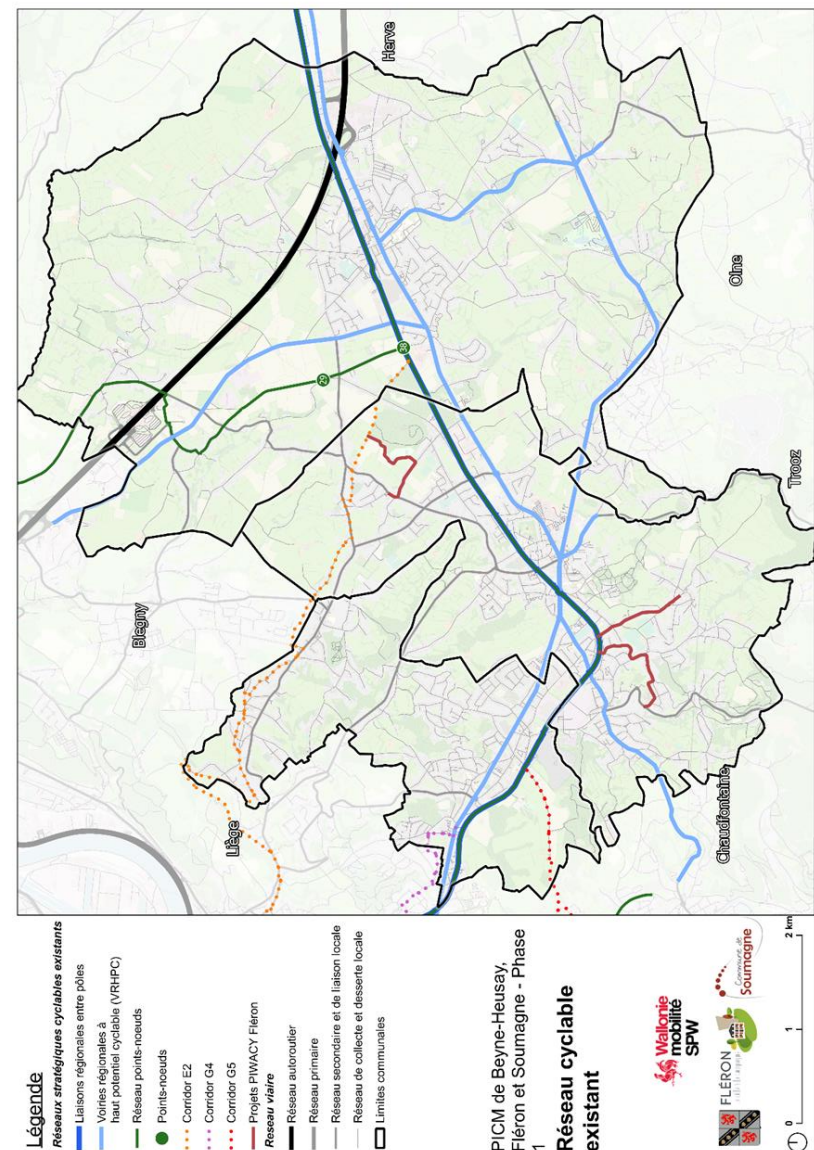 Herve
Blegny
Liège
Olne
Trooz
Chaudfontaine
29
38
Légende
Réseaux stratégiques cyclables existants
Liaisons régionales entre pôles
Voiries régionales à
haut potentiel cyclable (VRHPC)
Réseau points-noeuds
Points-noeuds
Corridor E2
Corridor G4
Corridor G5
Projets PIWACY Fléron
Reseau viaire
Réseau autoroutier
Réseau primaire
Réseau secondaire et de liaison locale
Réseau de collecte et desserte locale
Limites communales
PICM de Beyne-Heusay,
Fléron et Soumagne - Phase
1
Réseau cyclable
existant
Wallonie
mobilité
SPW
FLÉRON
Commune de
Soumagne
0 1 2 km